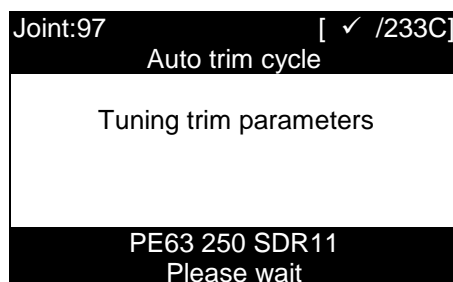 Joint:97 [ ✓ /233C]
Auto trim cycle
Tuning trim parameters
PE63 250 SDR11
Please wait